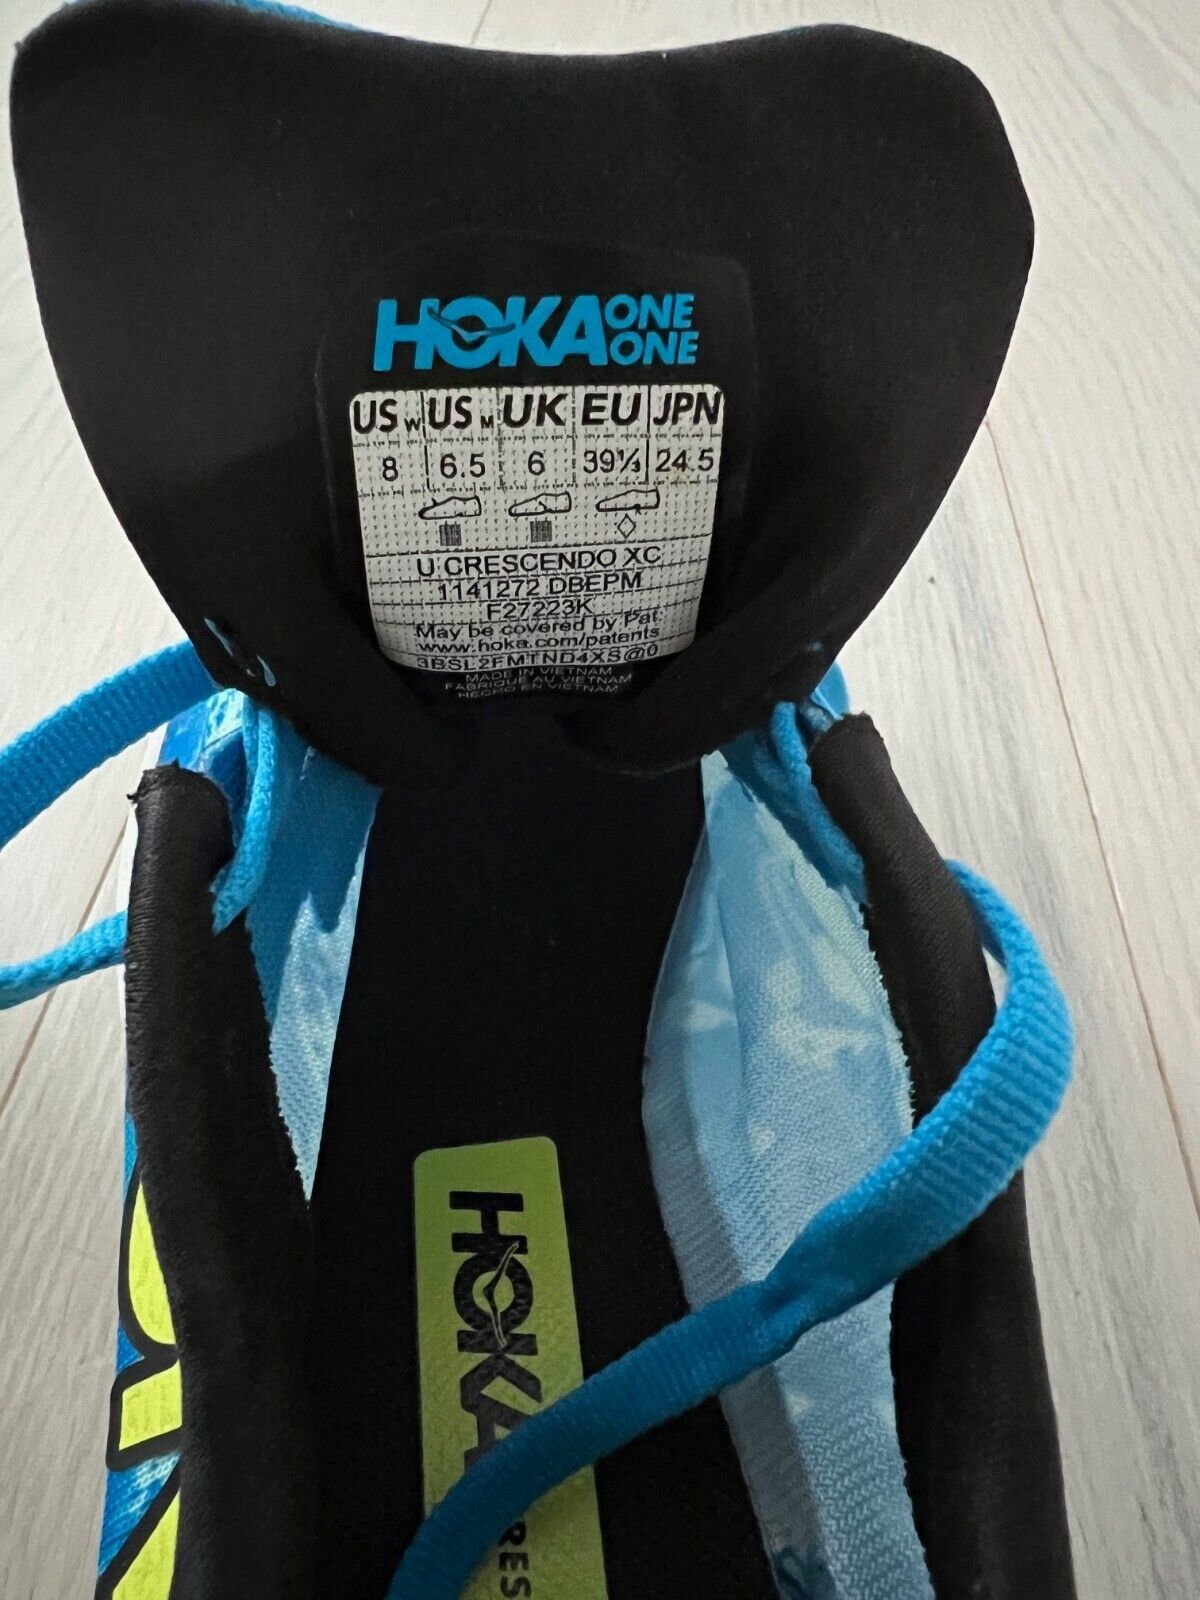 HOKA ONE ONE
US W US M UK EU JPN
8 6.5 6 39⅓ 24.5
U CRESCENDO XC
1141272 DBEPM
F27223K
May be covered by Pat.
www.hoka.com/patents
3BSL2FMTND4XS@0
MADE IN VIETNAM
FABRIQUE AU VIETNAM
HECHO EN VIETNAM
HOKA